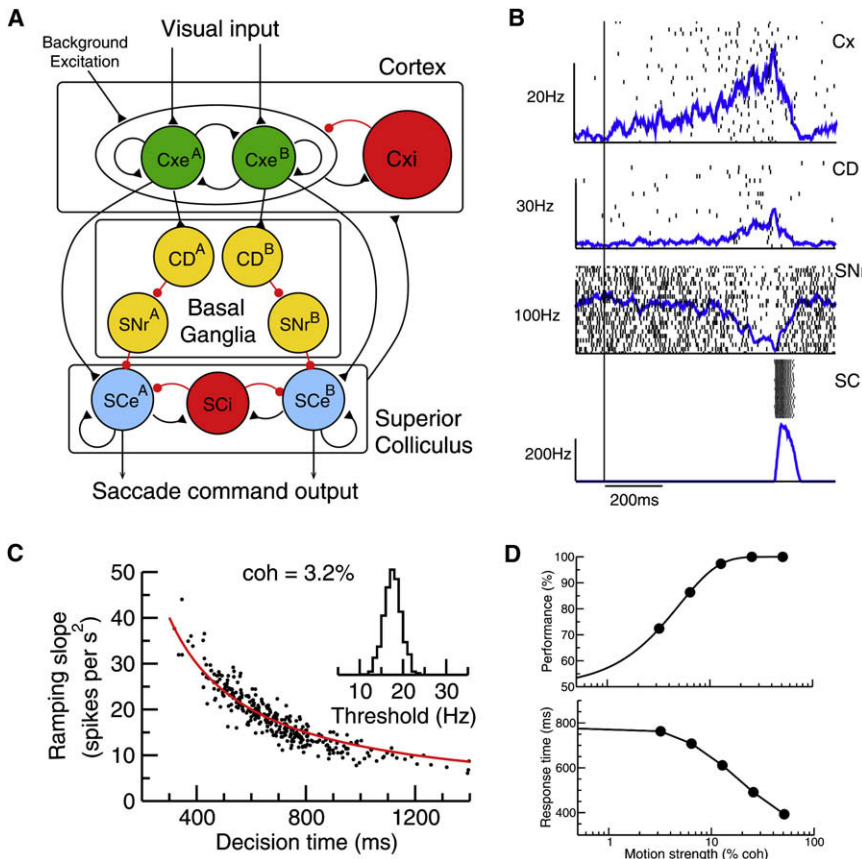 A
Visual input
Background
Excitation
Cortex
Cxe^A
Cxe^B
Cxi
CD^A
CD^B
SNr^A
SNr^B
Basal
Ganglia
SCe^A
SCi
SCe^B
Superior
Colliculus
Saccade command output
B
Cx
20Hz
CD
30Hz
SNr
100Hz
SC
200Hz
200ms
C
coh = 3.2%
50
40
30
20
10
0
Ramping slope
(spikes per s^2)
400
800
1200
Decision time (ms)
10
20
30
Threshold (Hz)
D
100
90
80
70
60
50
Performance (%)
800
600
400
Response time (ms)
1
10
100
Motion strength (% coh)